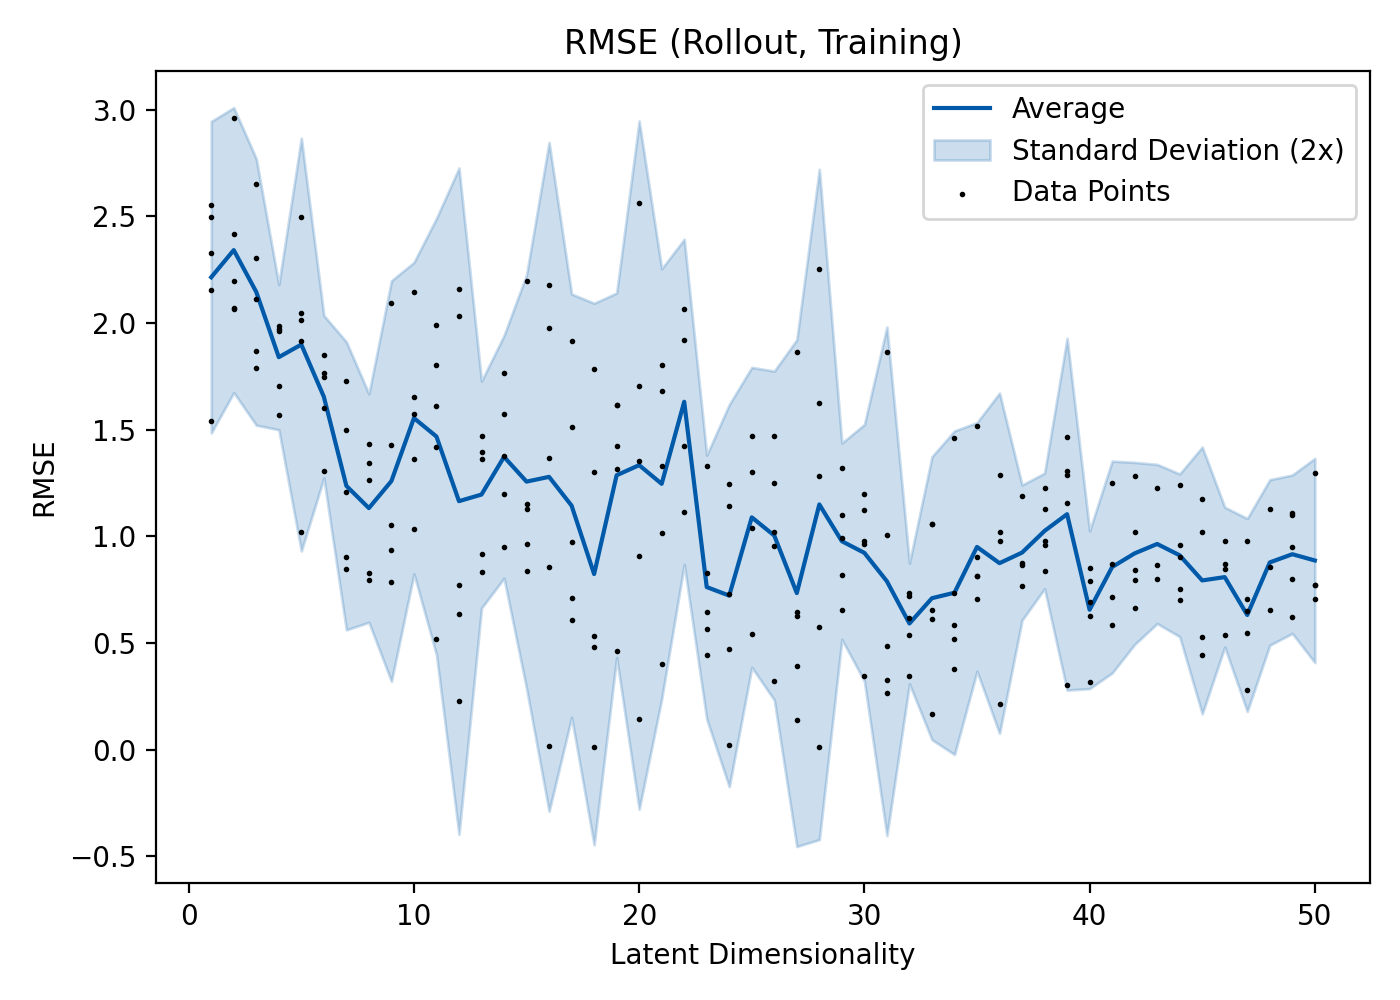 RMSE (Rollout, Training)
Average
Standard Deviation (2x)
Data Points
3.0
2.5
2.0
1.5
1.0
0.5
0.0
−0.5
RMSE
0
10
20
30
40
50
Latent Dimensionality